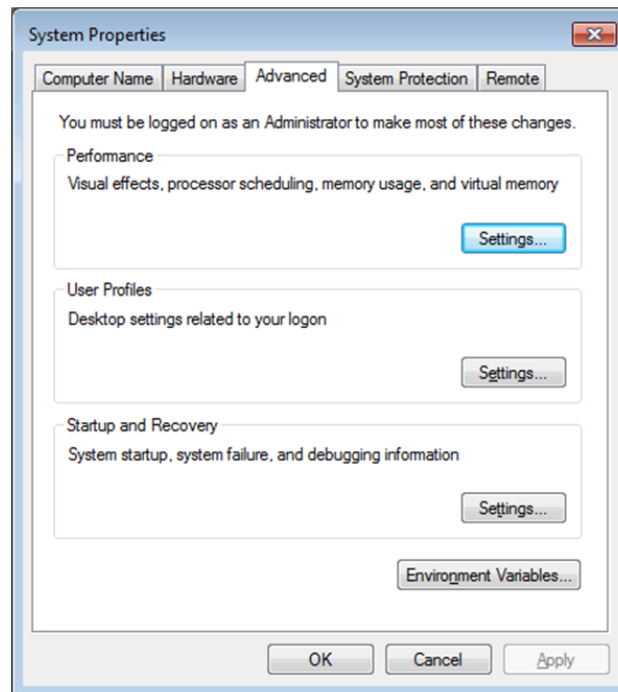 System Properties
Computer Name Hardware Advanced System Protection Remote
You must be logged on as an Administrator to make most of these changes.
Performance
Visual effects, processor scheduling, memory usage, and virtual memory
Settings...
User Profiles
Desktop settings related to your logon
Settings...
Startup and Recovery
System startup, system failure, and debugging information
Settings...
Environment Variables...
OK Cancel Apply